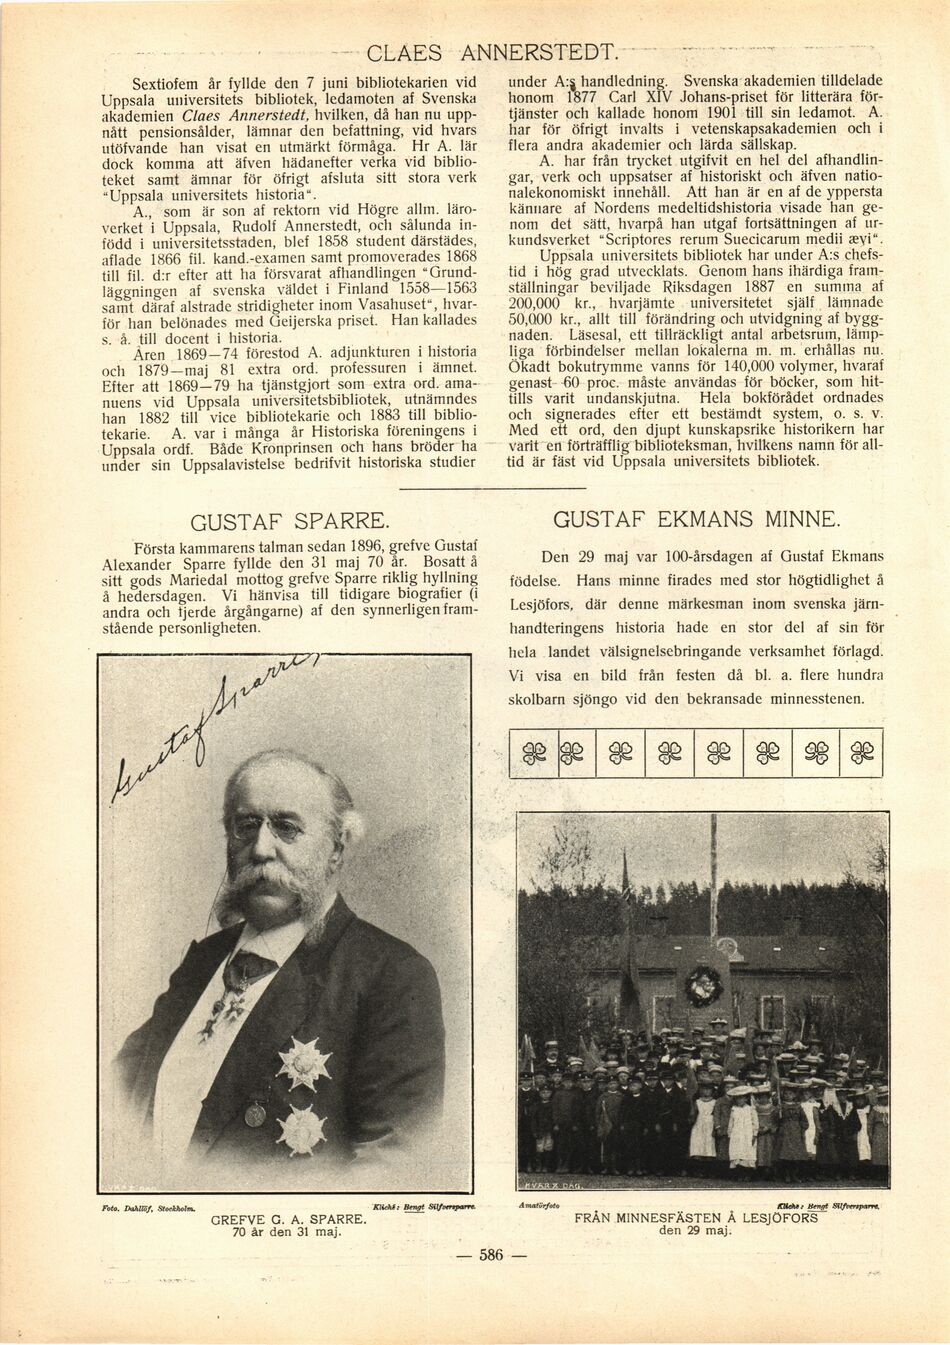 CLAES ANNERSTEDT.
Sextiofem år fyllde den 7 juni bibliotekarien vid
Uppsala universitets bibliotek, ledamoten af Svenska
akademien Claes Annerstedt, hvilken, då han nu upp-
nått pensionsålder, lämnar den befattning, vid hvars
utöfvande han visat en utmärkt förmåga. Hr A. lär
dock komma att äfven hädanefter verka vid biblio-
teket samt ämnar för öfrigt afsluta sitt stora verk
“Uppsala universitets historia“.
A., som är son af rektorn vid Högre allm. läro-
verket i Uppsala, Rudolf Annerstedt, och sålunda in-
född i universitetsstaden, blef 1858 student därstädes,
aflade 1866 fil. kand.-examen samt promoverades 1868
till fil. d:r efter att ha försvarat afhandlingen “Grund-
läggningen af svenska väldet i Finland 1558—1563
samt däraf alstrade stridigheter inom Vasahuset“, hvar-
för han belönades med Geijerska priset. Han kallades
s. å. till docent i historia.
Åren 1869—74 förestod A. adjunkturen i historia
och 1879—maj 81 extra ord. professuren i ämnet.
Efter att 1869—79 ha tjänstgjort som extra ord. ama-
nuens vid Uppsala universitetsbibliotek, utnämndes
han 1882 till vice bibliotekarie och 1883 till biblio-
tekarie. A. var i många år Historiska föreningens i
Uppsala ordf. Både Kronprinsen och hans bröder ha
under sin Uppsalavistelse bedrifvit historiska studier
under A:s handledning. Svenska akademien tilldelade
honom 1877 Carl XIV Johans-priset för litterära för-
tjänster och kallade honom 1901 till sin ledamot. A.
har för öfrigt invalts i vetenskapsakademien och i
flera andra akademier och lärda sällskap.
A. har från trycket utgifvit en hel del afhandlin-
gar, verk och uppsatser af historiskt och äfven natio-
nalekonomiskt innehåll. Att han är en af de yppersta
kännare af Nordens medeltidshistoria visade han ge-
nom det sätt, hvarpå han utgaf fortsättningen af ur-
kundsverket “Scriptores rerum Suecicarum medii ævi“.
Uppsala universitets bibliotek har under A:s chefs-
tid i hög grad utvecklats. Genom hans ihärdiga fram-
ställningar beviljade Riksdagen 1887 en summa af
200,000 kr., hvarjämte universitetet själf lämnade
50,000 kr., allt till förändring och utvidgning af bygg-
naden. Läsesal, ett tillräckligt antal arbetsrum, lämp-
liga förbindelser mellan lokalerna m. m. erhållas nu.
Ökadt bokutrymme vanns för 140,000 volymer, hvaraf
genast 60 proc. måste användas för böcker, som hit-
tills varit undanskjutna. Hela bokförådet ordnades
och signerades efter ett bestämdt system, o. s. v.
Med ett ord, den djupt kunskapsrike historikern har
varit en förträfflig biblioteksman, hvilkens namn för all-
tid är fäst vid Uppsala universitets bibliotek.
GUSTAF SPARRE.
Första kammarens talman sedan 1896, grefve Gustaf
Alexander Sparre fyllde den 31 maj 70 år. Bosatt å
sitt gods Mariedal mottog grefve Sparre riklig hyllning
å hedersdagen. Vi hänvisa till tidigare biografier (i
andra och fjerde årgångarne) af den synnerligen fram-
stående personligheten.
Gustaf Sparre
Foto. Dahllöf, Stockholm. Kliché: Bengt Silfversparre.
GREFVE G. A. SPARRE.
70 år den 31 maj.
GUSTAF EKMANS MINNE.
Den 29 maj var 100-årsdagen af Gustaf Ekmans
födelse. Hans minne firades med stor högtidlighet å
Lesjöfors, där denne märkesman inom svenska järn-
handteringens historia hade en stor del af sin för
hela landet välsignelsebringande verksamhet förlagd.
Vi visa en bild från festen då bl. a. flere hundra
skolbarn sjöngo vid den bekransade minnesstenen.
HVAR 8 DAG.
Amatörfoto Kliché: Bengt Silfversparre.
FRÅN MINNESFÄSTEN Å LESJÖFORS
den 29 maj.
— 586 —